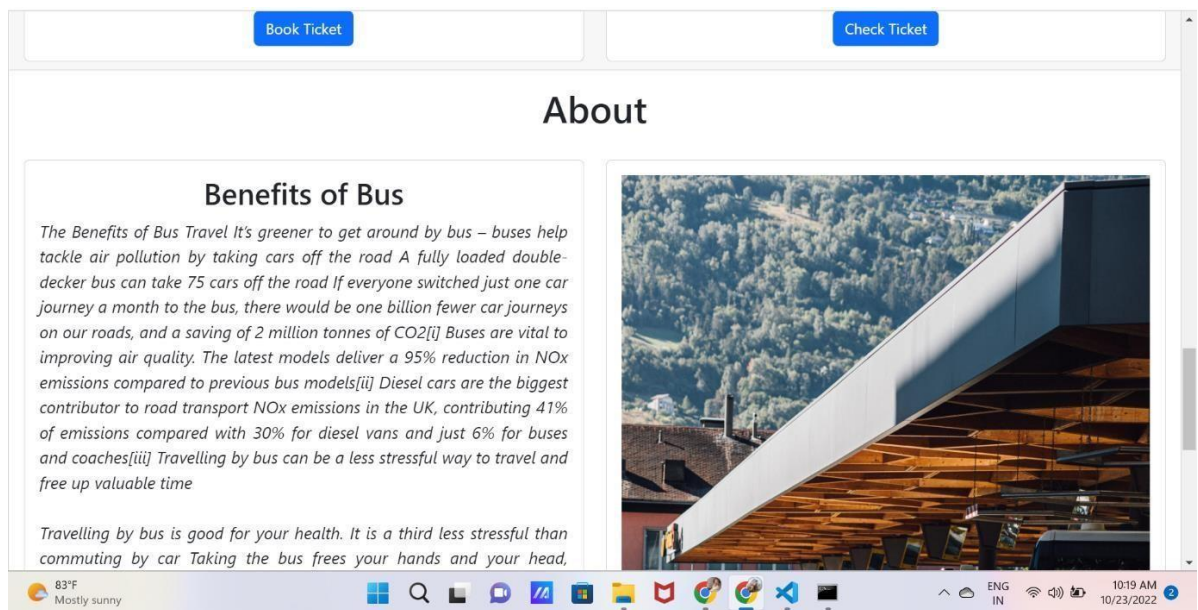 Book Ticket
Check Ticket
About
Benefits of Bus
The Benefits of Bus Travel It's greener to get around by bus – buses help
tackle air pollution by taking cars off the road A fully loaded double-
decker bus can take 75 cars off the road If everyone switched just one car
journey a month to the bus, there would be one billion fewer car journeys
on our roads, and a saving of 2 million tonnes of CO2[i] Buses are vital to
improving air quality. The latest models deliver a 95% reduction in NOx
emissions compared to previous bus models[ii] Diesel cars are the biggest
contributor to road transport NOx emissions in the UK, contributing 41%
of emissions compared with 30% for diesel vans and just 6% for buses
and coaches[iii] Travelling by bus can be a less stressful way to travel and
free up valuable time
Travelling by bus is good for your health. It is a third less stressful than
commuting by car Taking the bus frees your hands and your head,
83°F
Mostly sunny
ENG
IN
10:19 AM
10/23/2022
2